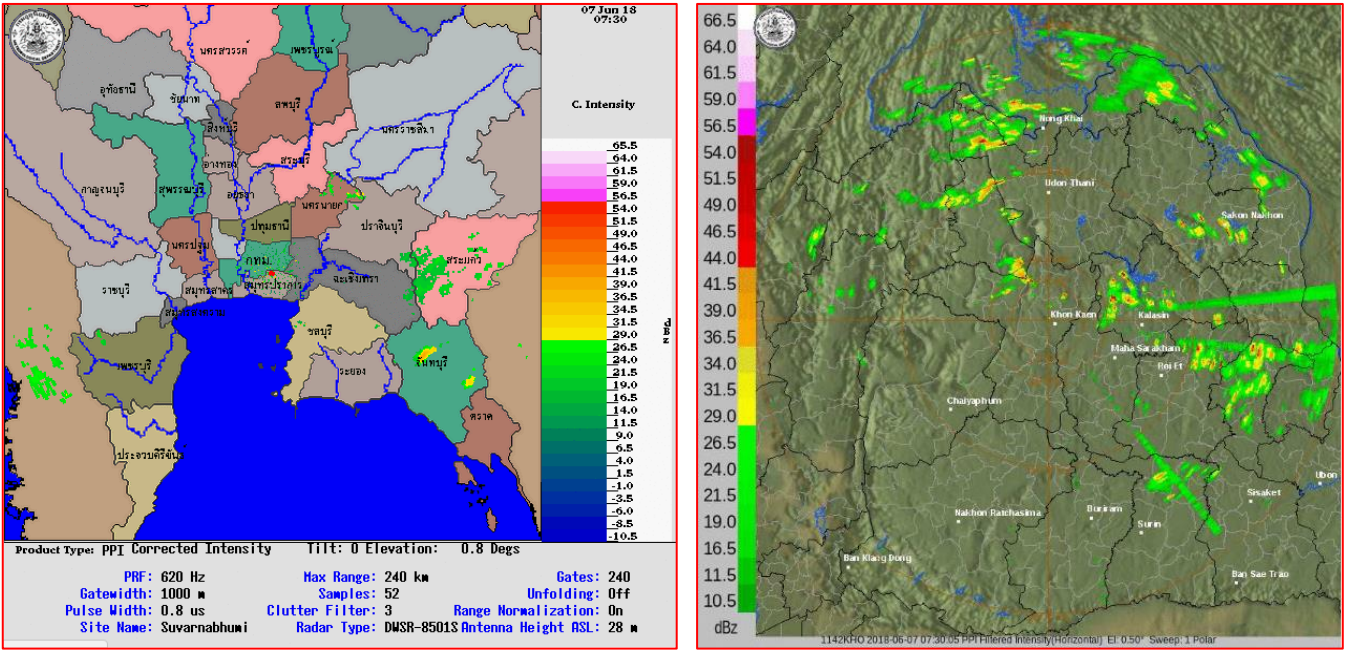 07 Jun 18
07:30
นครสวรรค์
เพชรบูรณ์
อุทัยธานี
ชัยนาท
ลพบุรี
สิงห์บุรี
นครราชสีมา
อ่างทอง
สระบุรี
กาญจนบุรี
สุพรรณบุรี
อยุธยา
นครนายก
ปทุมธานี
ปราจีนบุรี
นครปฐม
กทม.
สระแก้ว
ราชบุรี
สมุทรสาคร
สมุทรปราการ
ฉะเชิงเทรา
สมุทรสงคราม
ชลบุรี
เพชรบุรี
ระยอง
จันทบุรี
ตราด
ประจวบคีรีขันธ์
C. Intensity
65.5
64.0
61.5
59.0
56.5
54.0
51.5
49.0
46.5
44.0
41.5
39.0
36.5
34.0
31.5
29.0
26.5
24.0
21.5
19.0
16.5
14.0
11.5
9.0
6.5
4.0
1.5
-1.0
-3.5
-6.0
-8.5
-10.5
Product Type: PPI Corrected Intensity Tilt: 0 Elevation: 0.8 Degs
PRF: 620 Hz Max Range: 240 km Gates: 240
Gatewidth: 1000 m Samples: 52 Unfolding: Off
Pulse Width: 0.8 us Clutter Filter: 3 Range Normalization: On
Site Name: Suvarnabhumi Radar Type: DWSR-8501S Antenna Height ASL: 28 m
66.5
64.0
61.5
59.0
56.5
54.0
51.5
49.0
46.5
44.0
41.5
39.0
36.5
34.0
31.5
29.0
26.5
24.0
21.5
19.0
16.5
14.0
11.5
10.5
dBz
Nong Khai
Udon Thani
Sakon Nakhon
Khon Kaen
Kalasin
Maha Sarakham
Roi Et
Chaiyaphum
Ubon
Sisaket
Nakhon Ratchasima
Buriram
Surin
Ban Klang Dong
Ban Sae Trao
1142KHO 2018-06-07 07:30:05 PPI Filtered Intensity(Horizontal) El: 0.50° Sweep: 1 Polar